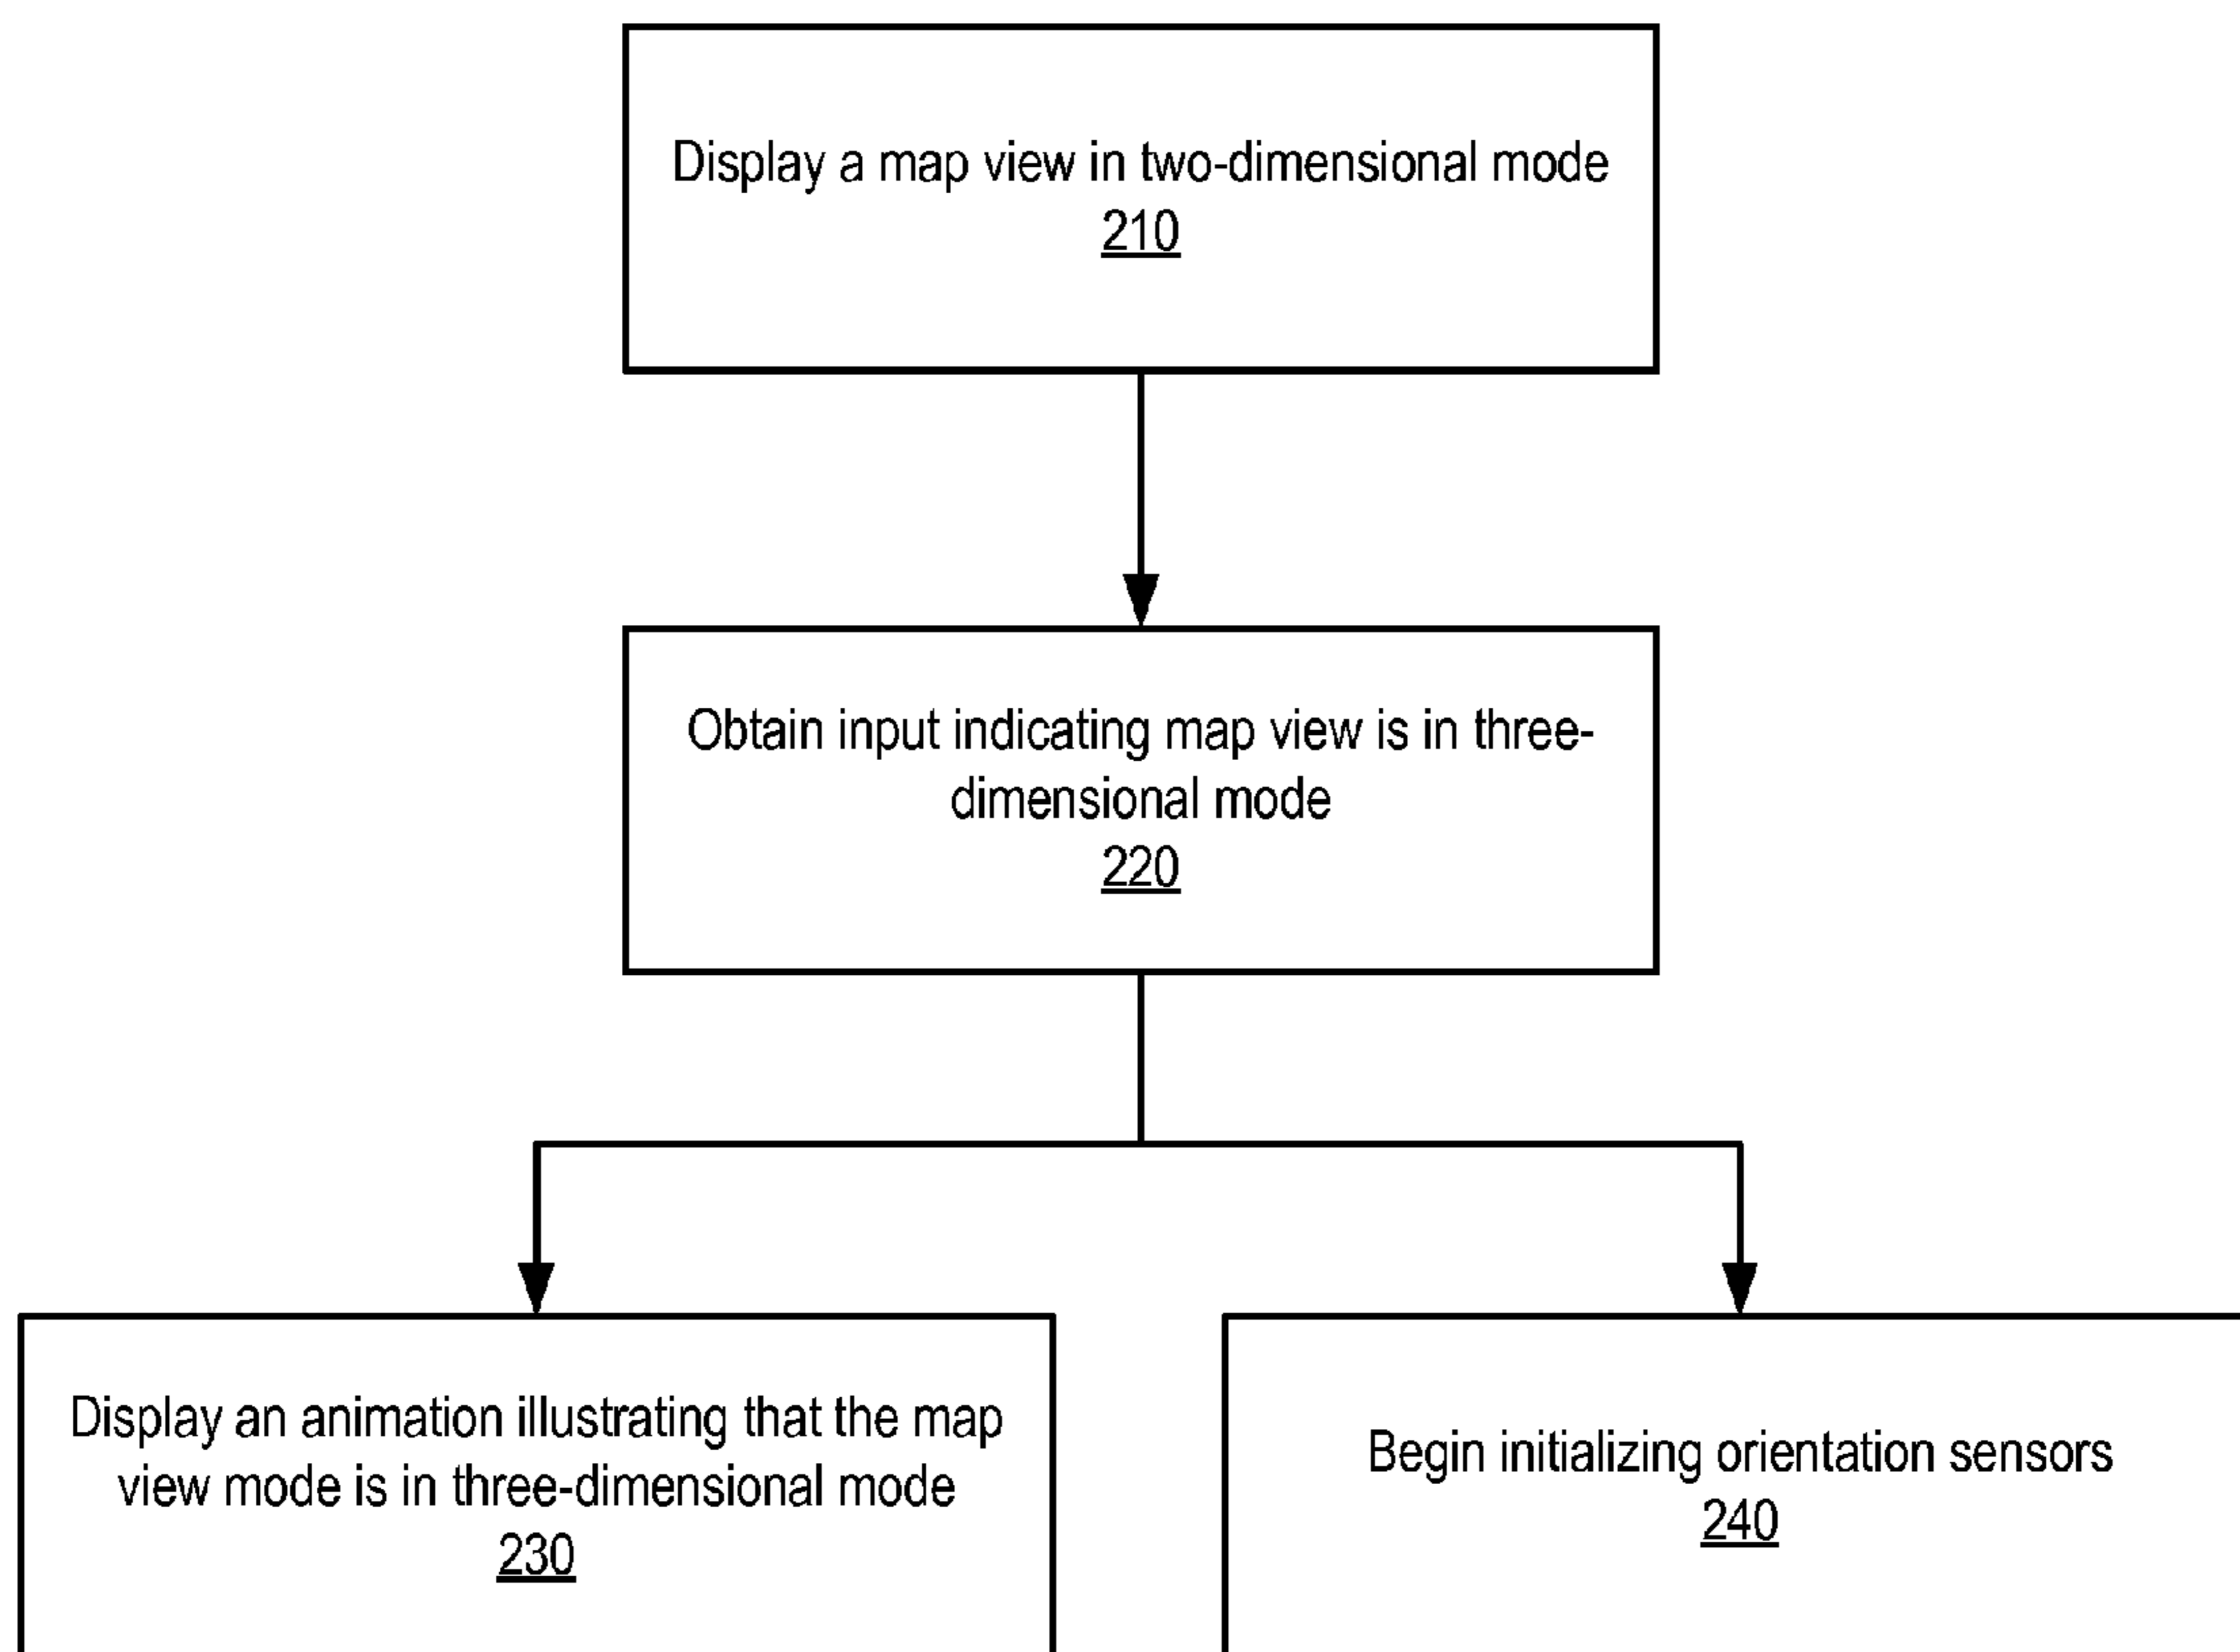 Display a map view in two-dimensional mode
210
Obtain input indicating map view is in three-
dimensional mode
220
Display an animation illustrating that the map
view mode is in three-dimensional mode
230
Begin initializing orientation sensors
240